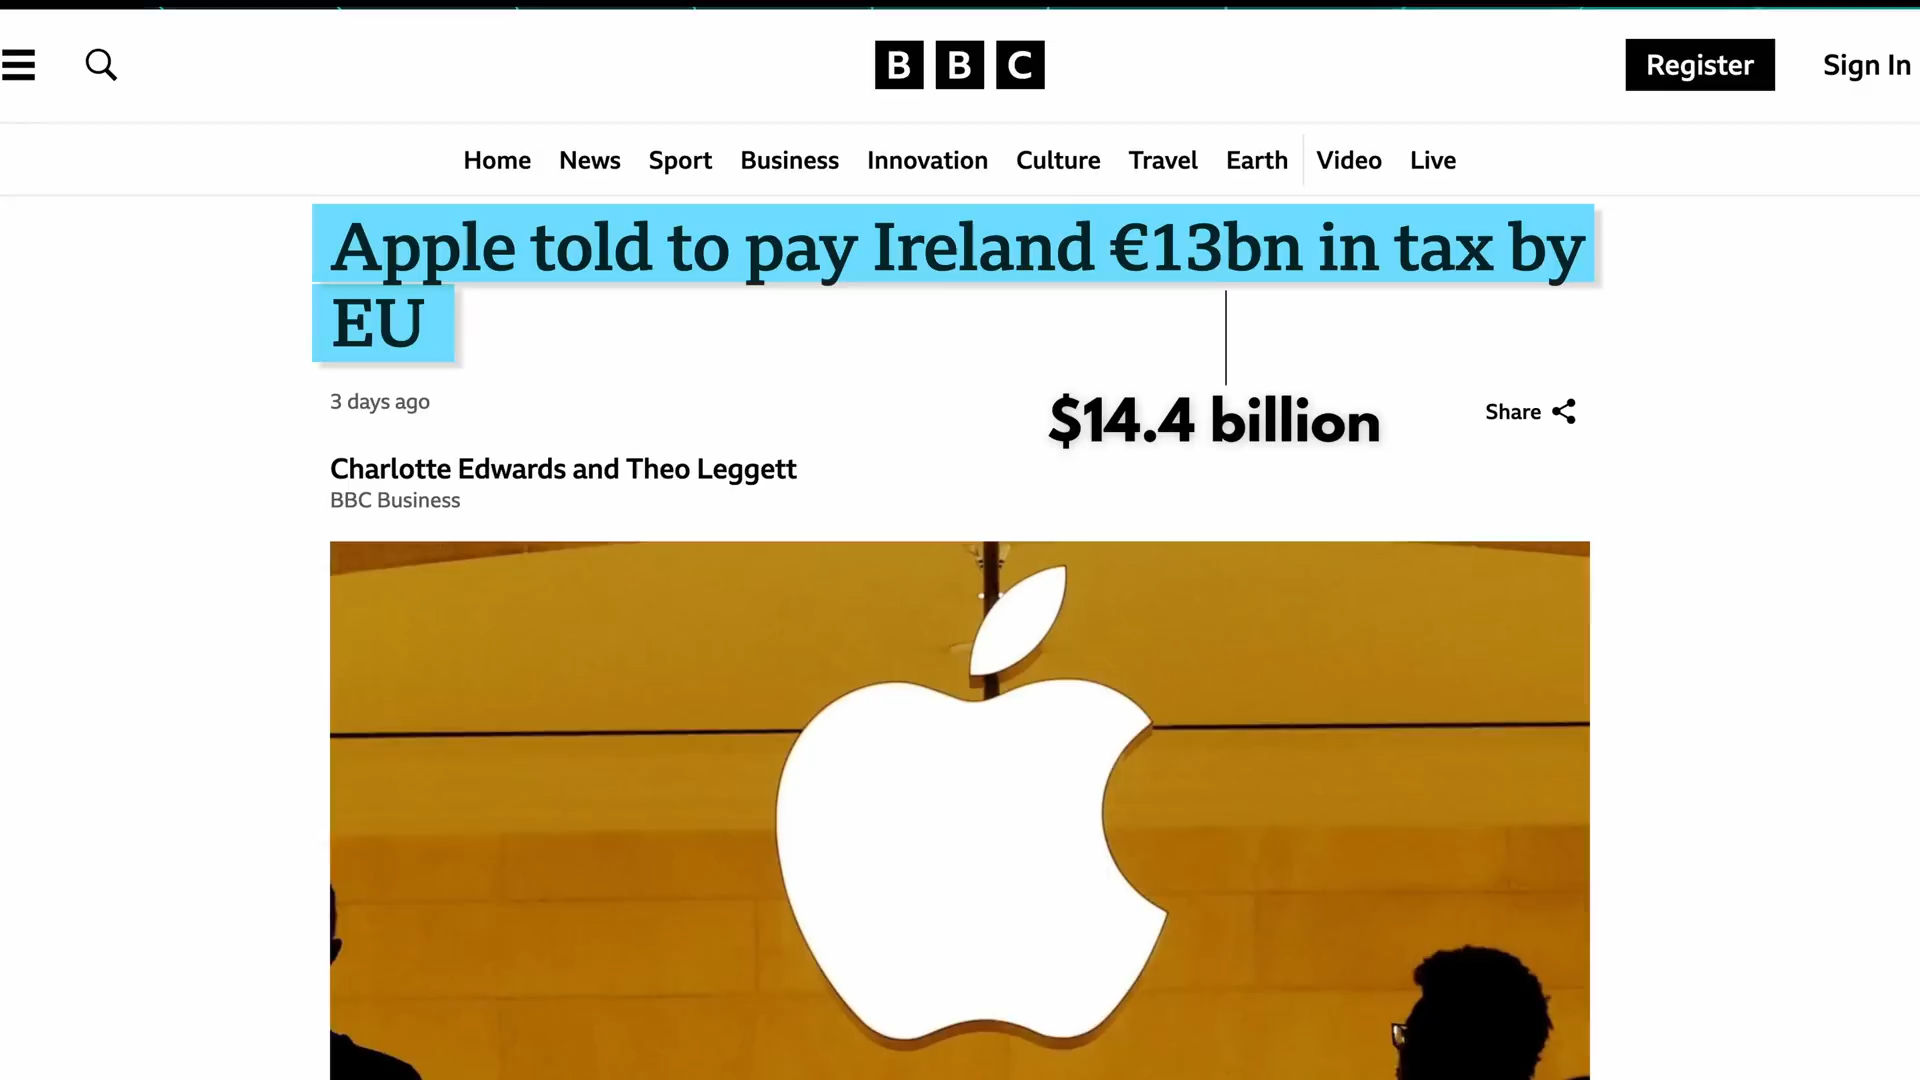 BBC
Register
Sign In
Home News Sport Business Innovation Culture Travel Earth Video Live
Apple told to pay Ireland €13bn in tax by
EU
3 days ago
$14.4 billion
Share
Charlotte Edwards and Theo Leggett
BBC Business